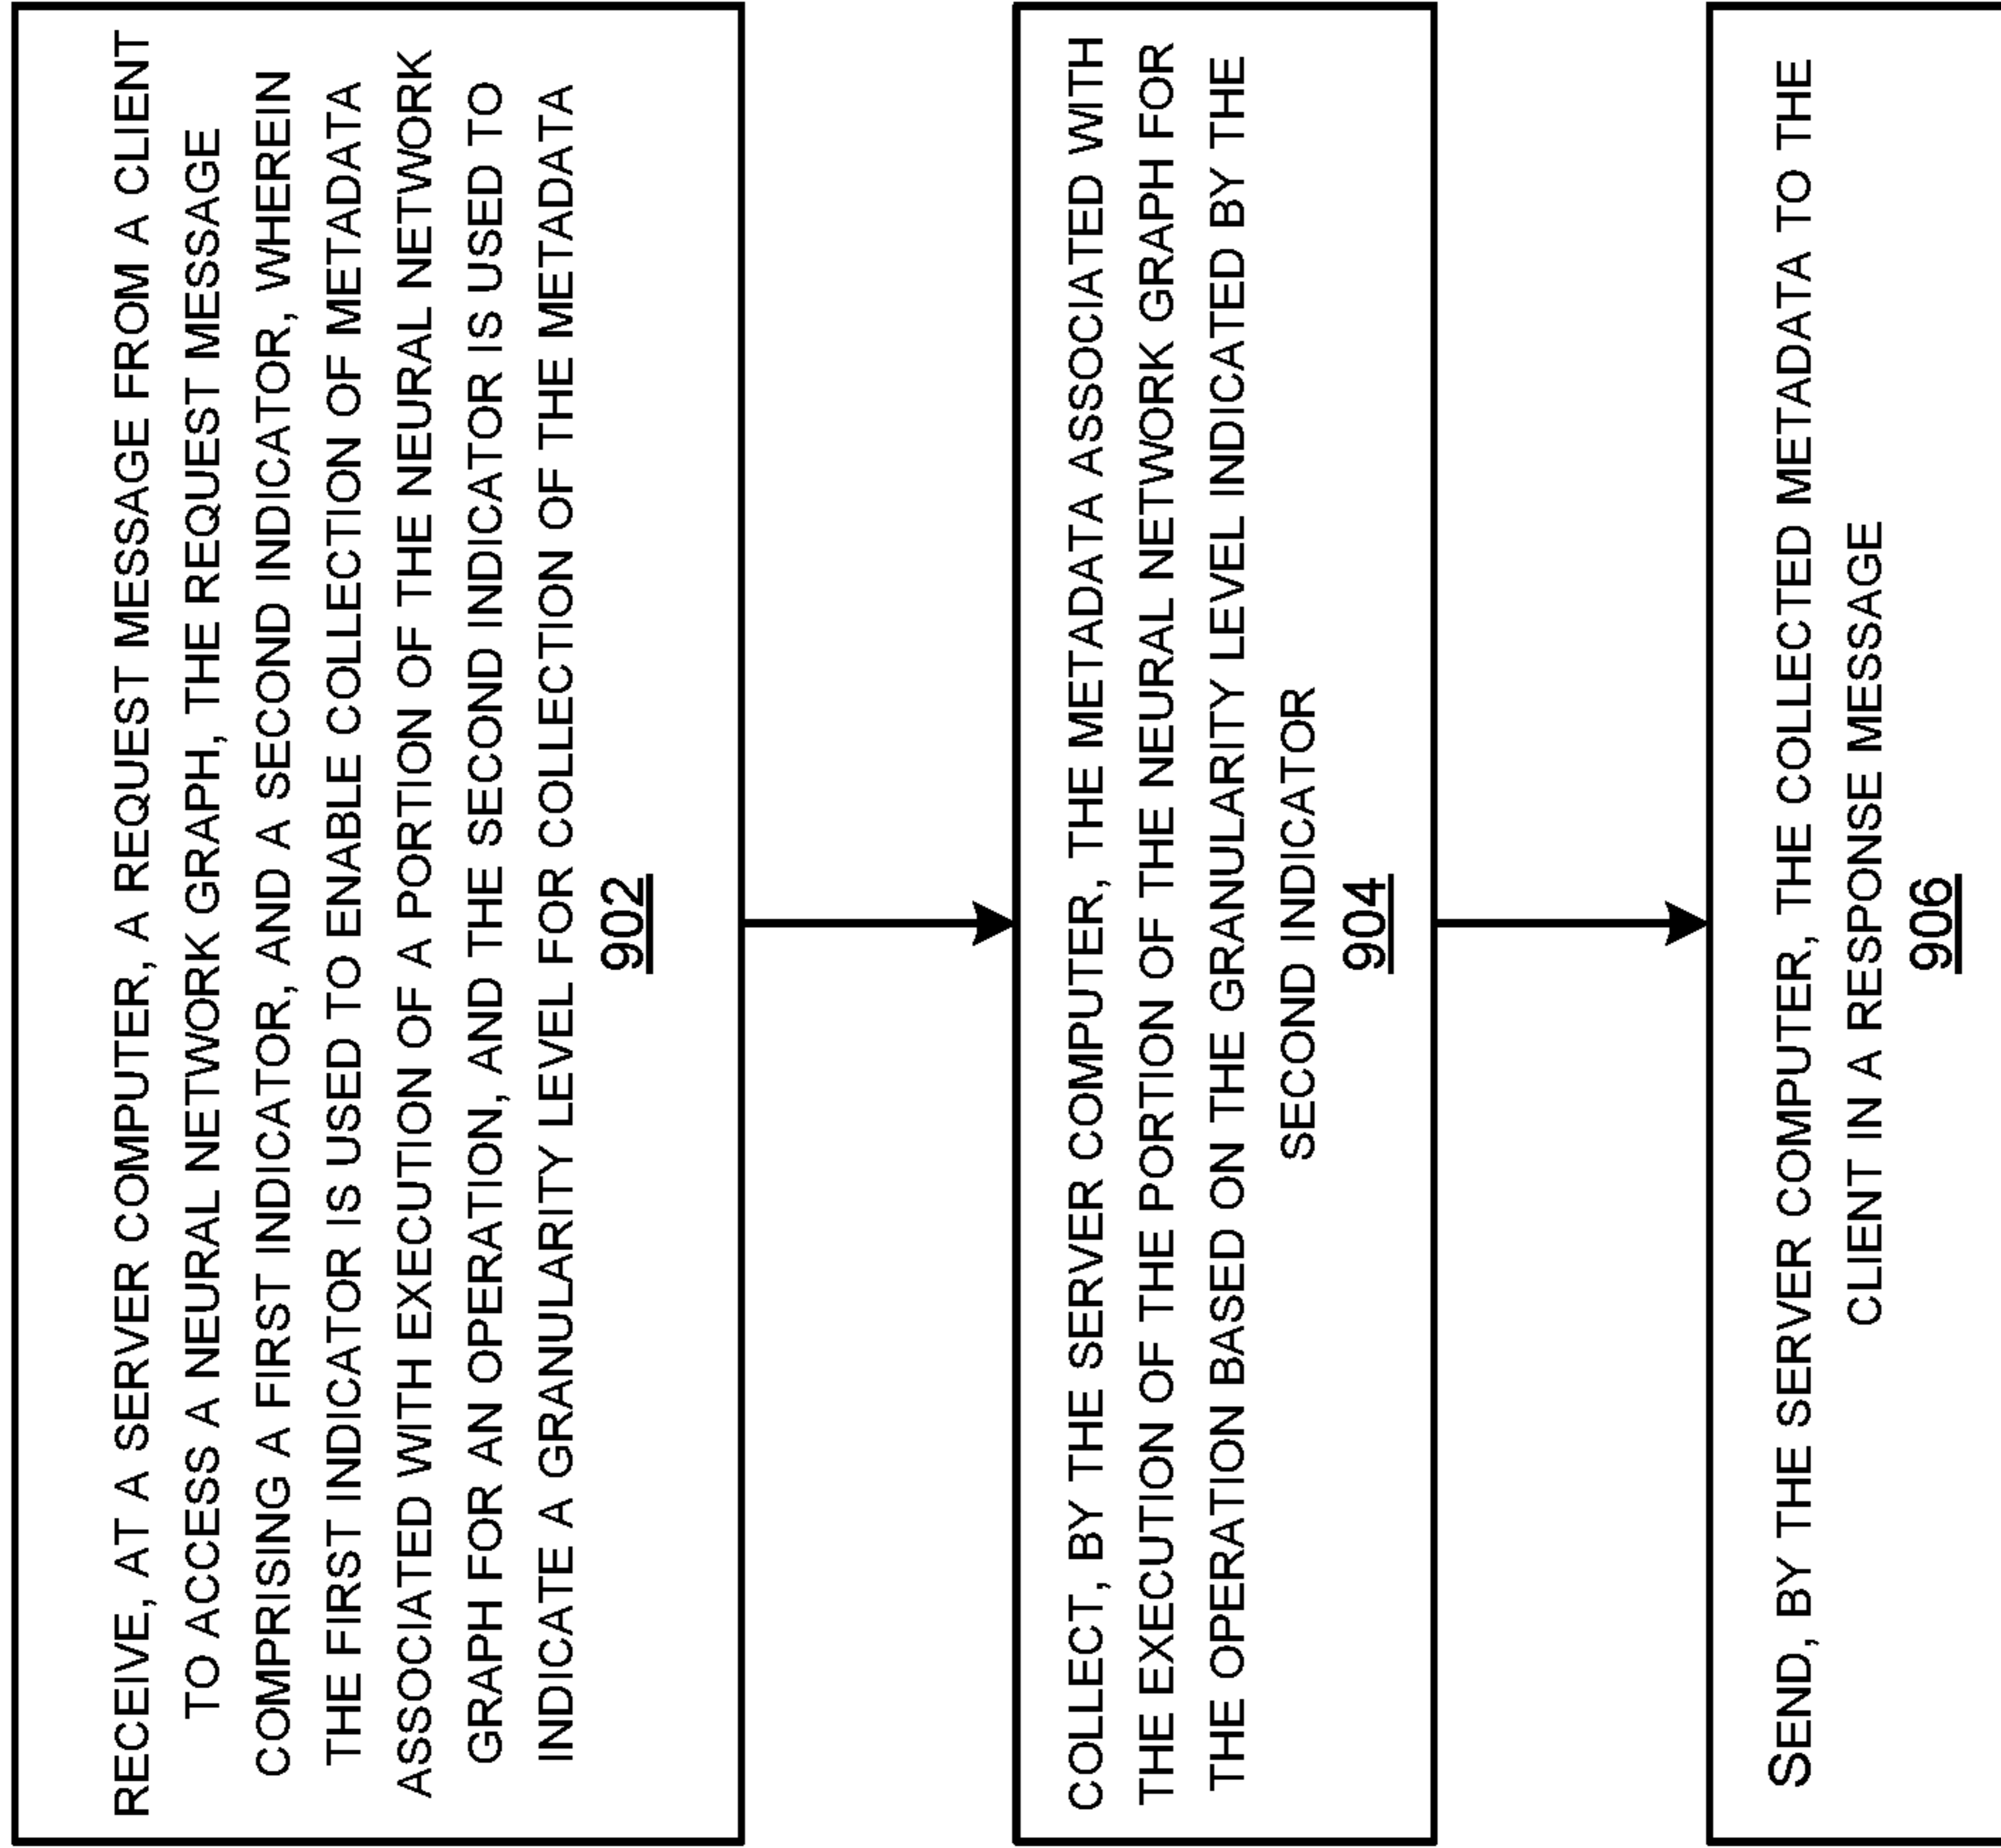 RECEIVE, AT A SERVER COMPUTER, A REQUEST MESSAGE FROM A CLIENT
TO ACCESS A NEURAL NETWORK GRAPH, THE REQUEST MESSAGE
COMPRISING A FIRST INDICATOR, AND A SECOND INDICATOR, WHEREIN
THE FIRST INDICATOR IS USED TO ENABLE COLLECTION OF METADATA
ASSOCIATED WITH EXECUTION OF A PORTION OF THE NEURAL NETWORK
GRAPH FOR AN OPERATION, AND THE SECOND INDICATOR IS USED TO
INDICATE A GRANULARITY LEVEL FOR COLLECTION OF THE METADATA
902
COLLECT, BY THE SERVER COMPUTER, THE METADATA ASSOCIATED WITH
THE EXECUTION OF THE PORTION OF THE NEURAL NETWORK GRAPH FOR
THE OPERATION BASED ON THE GRANULARITY LEVEL INDICATED BY THE
SECOND INDICATOR
904
SEND, BY THE SERVER COMPUTER, THE COLLECTED METADATA TO THE
CLIENT IN A RESPONSE MESSAGE
906